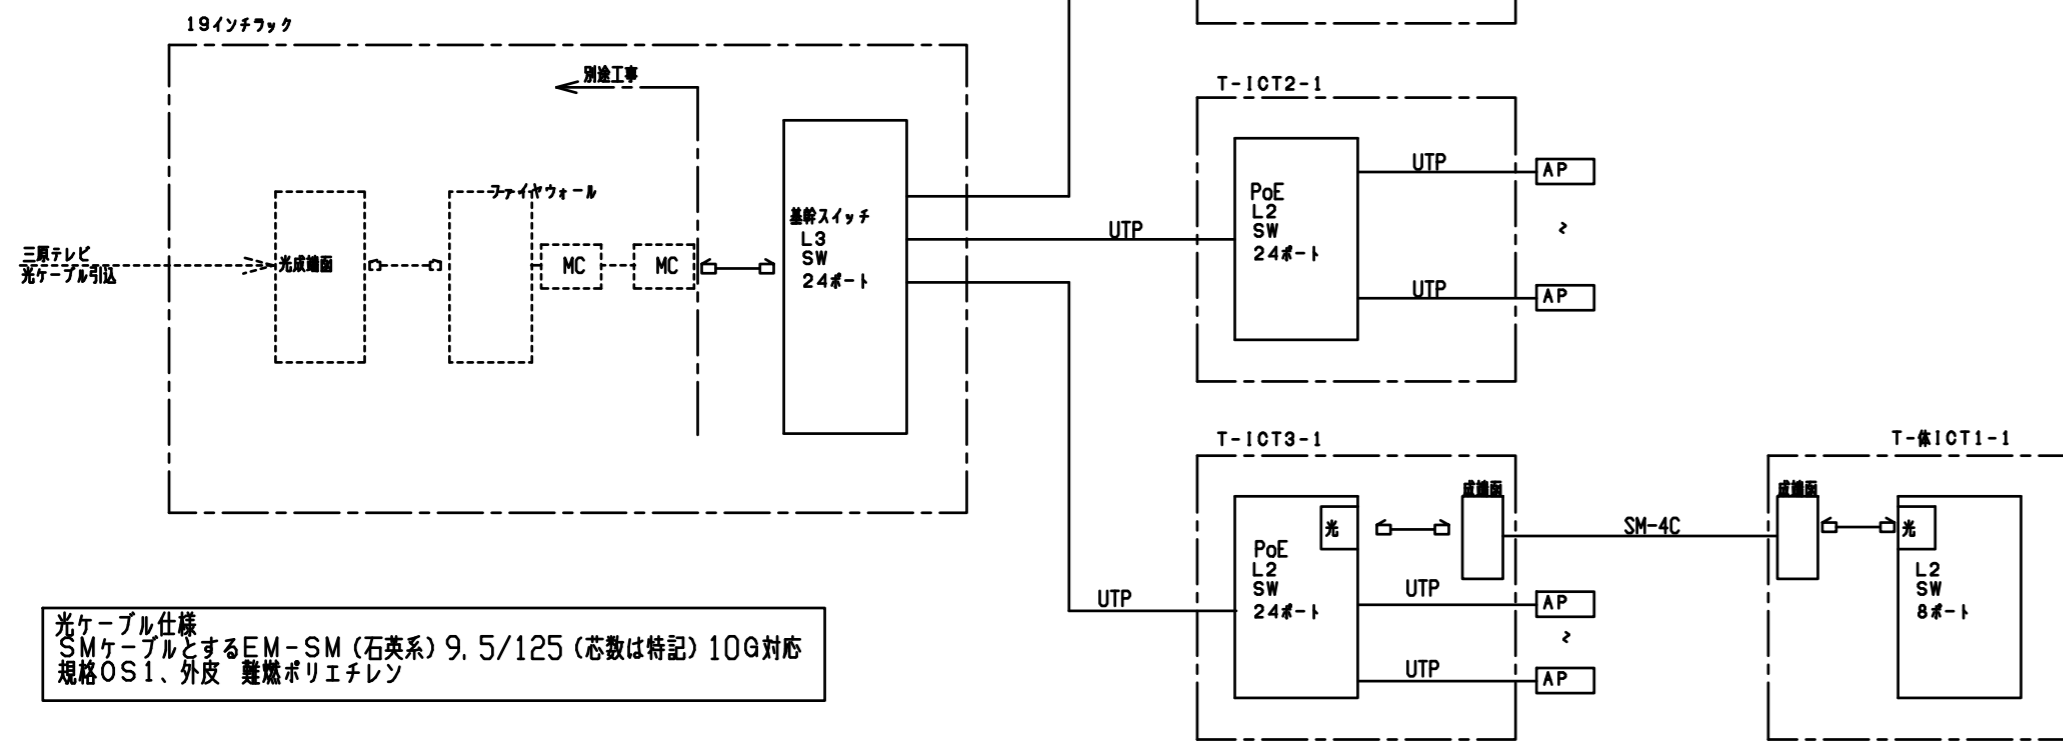 19インチラック
別途工事
T-ICT2-1
UTP
AP
ファイヤウォール
PoE
L2
SW
24ポート
基幹スイッチ
L3
SW
24ポート
UTP
三原テレビ
光ケーブル引込
光成端函
MC
MC
UTP
AP
T-ICT3-1
T-体ICT1-1
成端函
成端函
光
SM-4C
光
PoE
L2
SW
24ポート
L2
SW
8ポート
UTP
UTP
AP
UTP
AP
光ケーブル仕様
SMケーブルとするEM-SM(石英系)9.5/125(芯数は特記)10G対応
規格OS1、外皮 難燃ポリエチレン